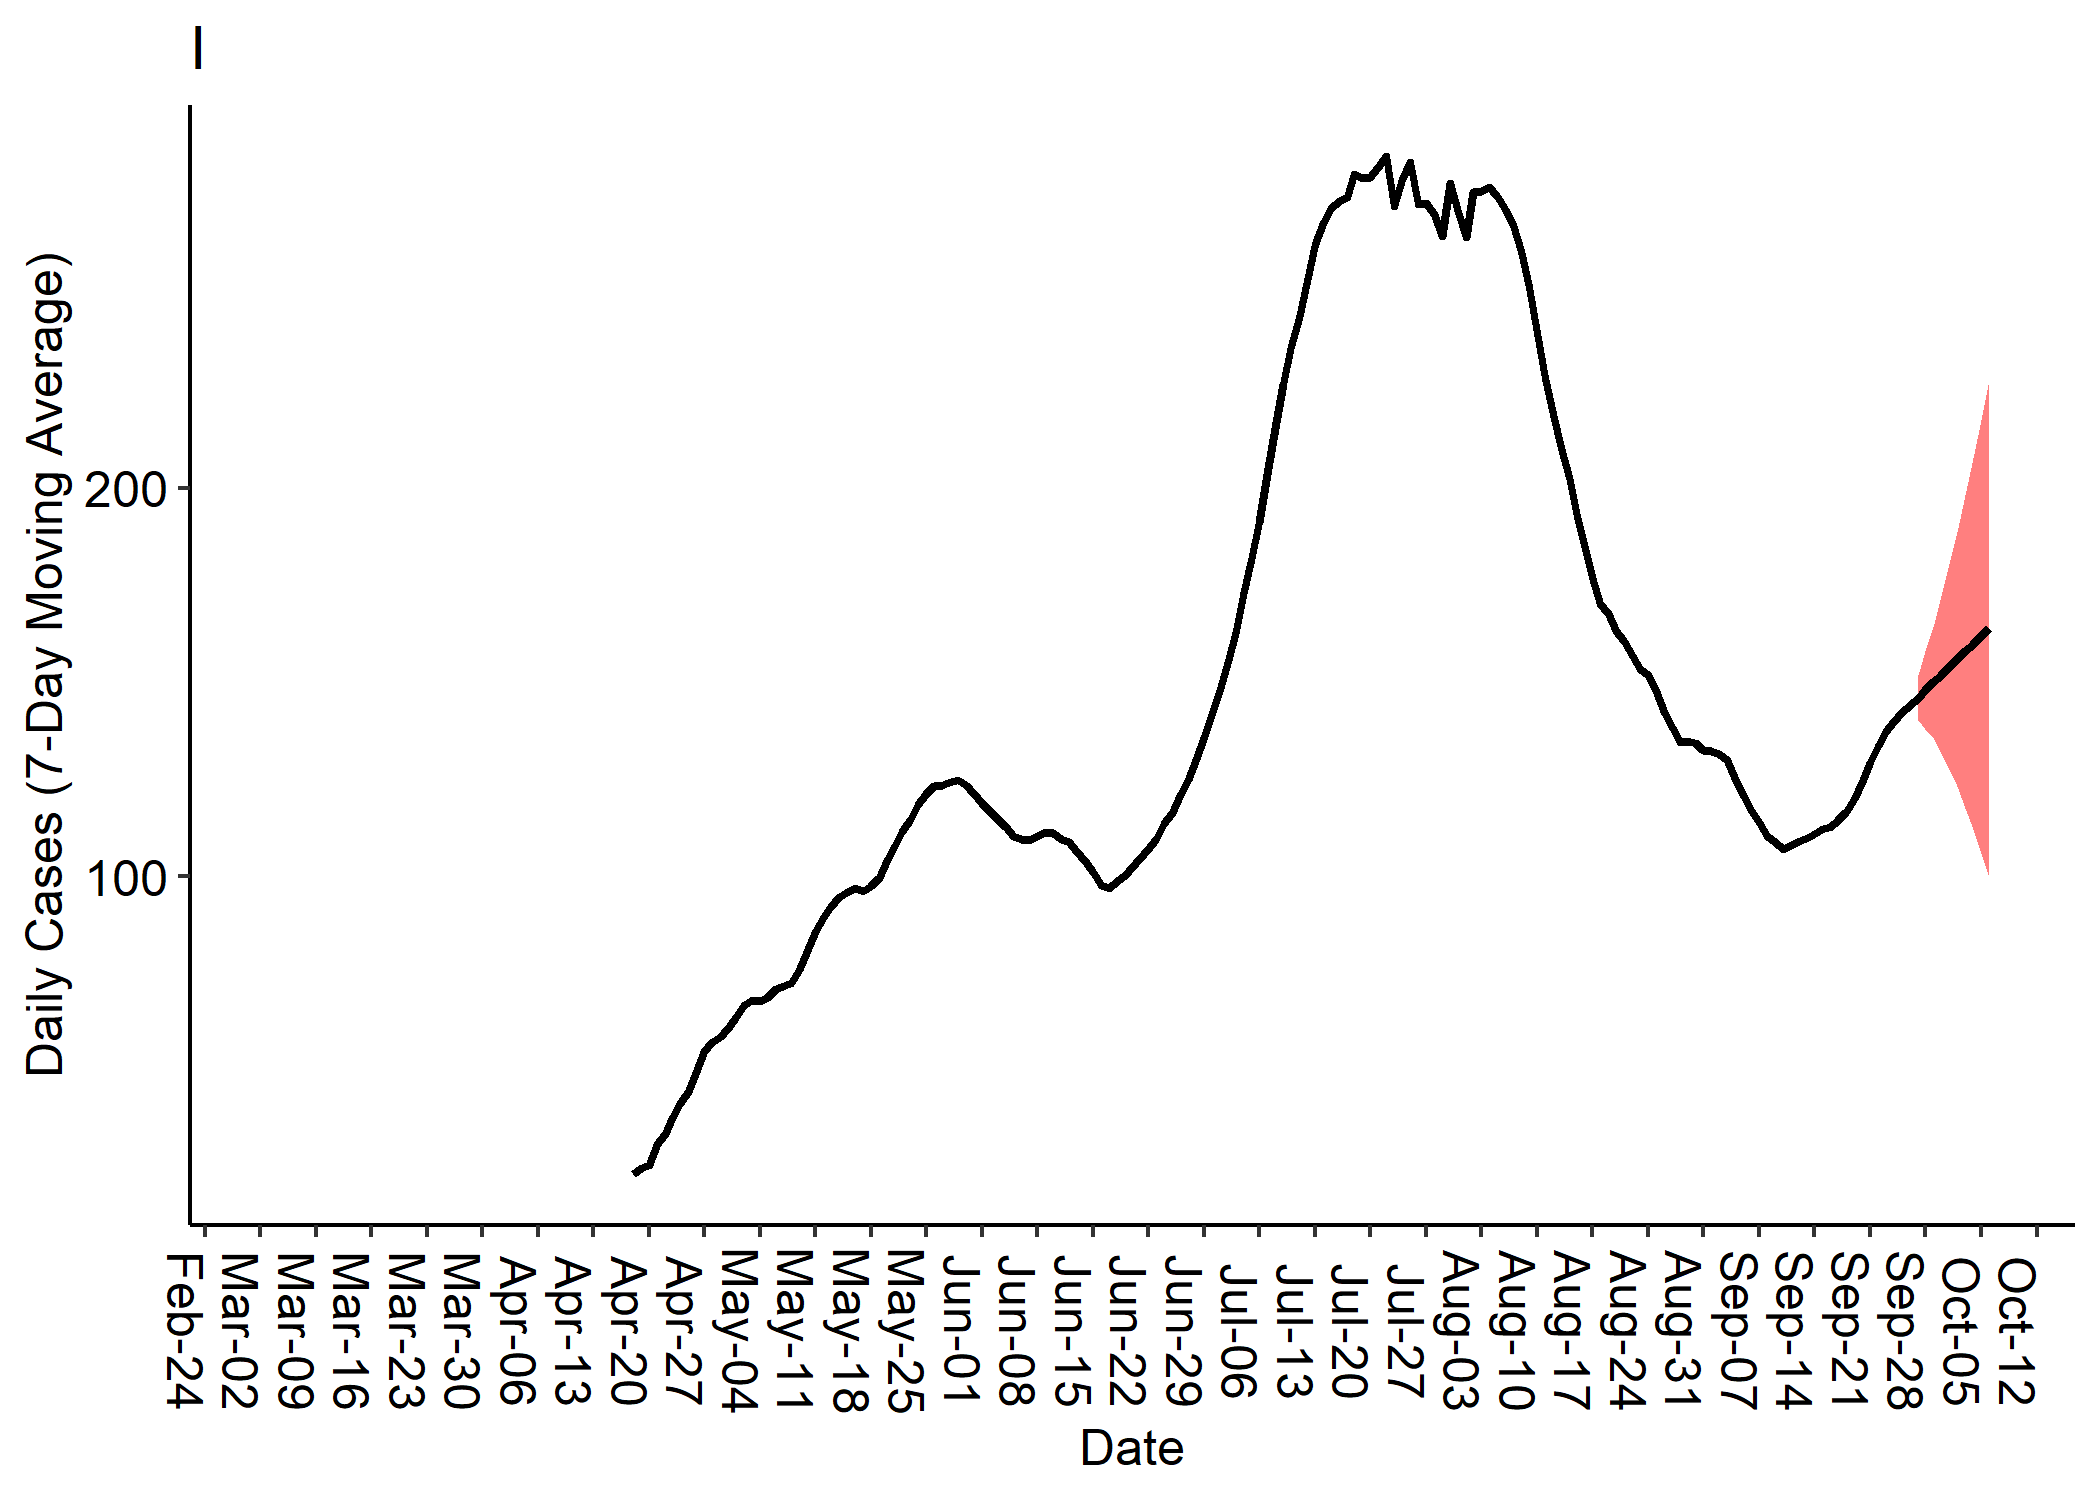 I
Daily Cases (7-Day Moving Average)
200
100
Feb-24
Mar-02
Mar-09
Mar-16
Mar-23
Mar-30
Apr-06
Apr-13
Apr-20
Apr-27
May-04
May-11
May-18
May-25
Jun-01
Jun-08
Jun-15
Jun-22
Jun-29
Jul-06
Jul-13
Jul-20
Jul-27
Aug-03
Aug-10
Aug-17
Aug-24
Aug-31
Sep-07
Sep-14
Sep-21
Sep-28
Oct-05
Oct-12
Date